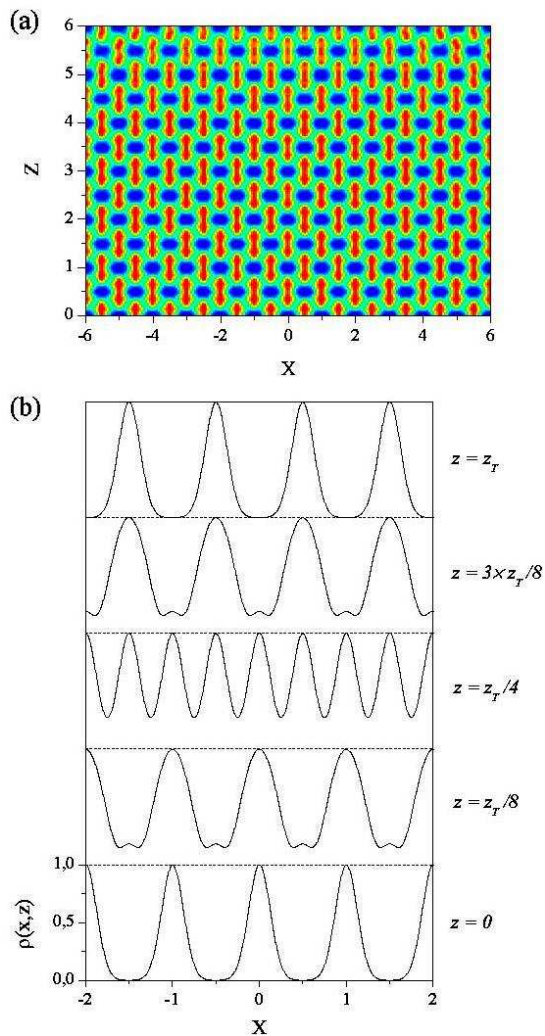 (a)
6
5
4
3
2
1
0
Z
-6 -4 -2 0 2 4 6
X
(b)
z = z_T
z = 3×z_T/8
z = z_T/4
z = z_T/8
z = 0
1,0
0,5
0,0
ρ(x,z)
-2 -1 0 1 2
X